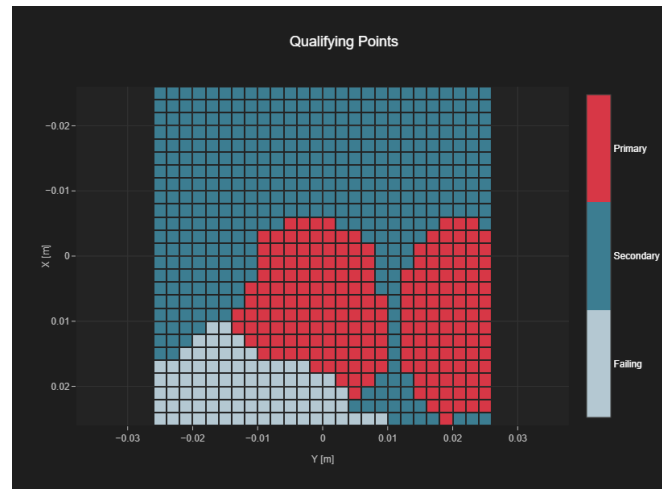 Qualifying Points
−0.02
−0.01
0
0.01
0.02
X [m]
−0.03
−0.02
−0.01
0
0.01
0.02
0.03
Y [m]
Primary
Secondary
Failing